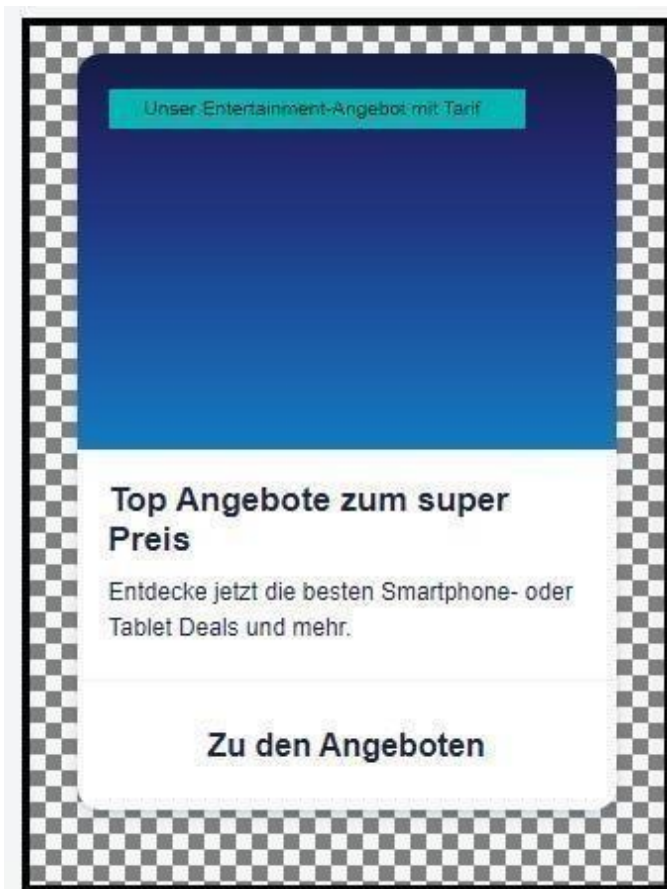 Unser Entertainment-Angebot mit Tarif
Top Angebote zum super
Preis
Entdecke jetzt die besten Smartphone- oder
Tablet Deals und mehr.
Zu den Angeboten